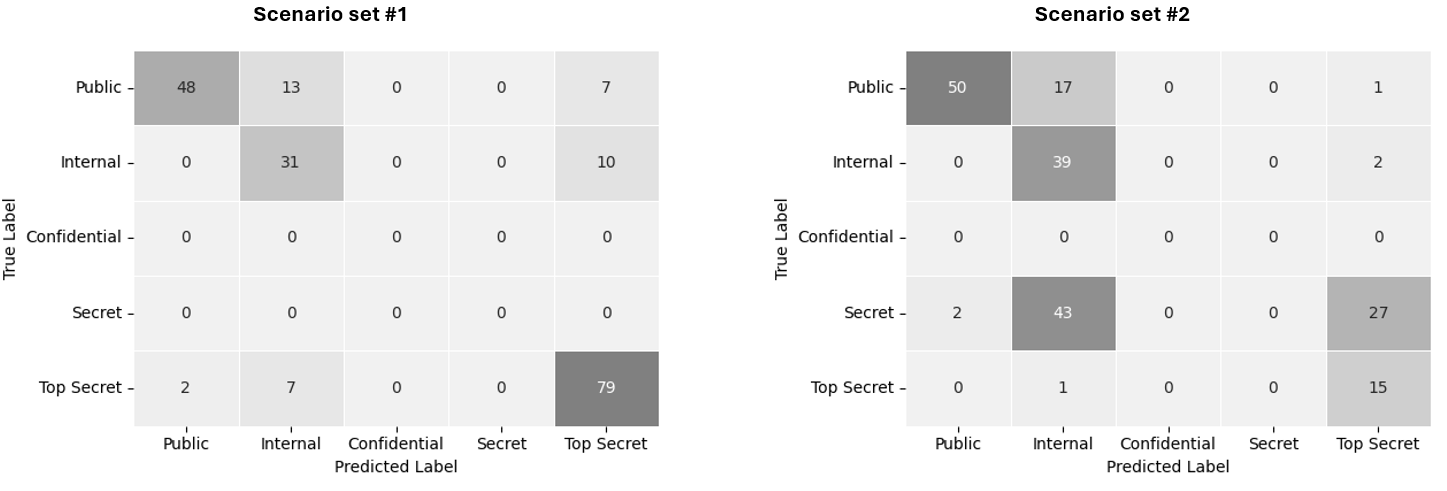 Scenario set #1
Public 48 13 0 0 7
Internal 0 31 0 0 10
Confidential 0 0 0 0 0
Secret 0 0 0 0 0
Top Secret 2 7 0 0 79
Public Internal Confidential Secret Top Secret
Predicted Label
True Label
Scenario set #2
Public 50 17 0 0 1
Internal 0 39 0 0 2
Confidential 0 0 0 0 0
Secret 2 43 0 0 27
Top Secret 0 1 0 0 15
Public Internal Confidential Secret Top Secret
Predicted Label
True Label